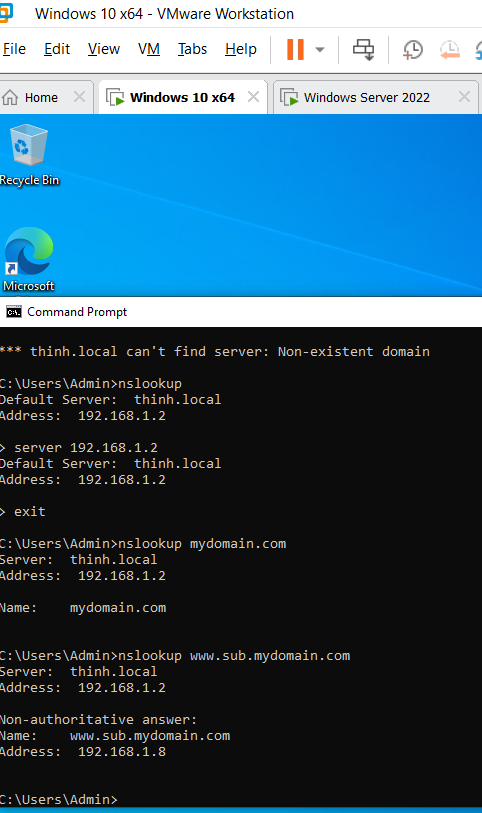 Windows 10 x64 - VMware Workstation
File Edit View VM Tabs Help
Home Windows 10 x64 Windows Server 2022
Recycle Bin
Microsoft
Command Prompt
*** thinh.local can't find server: Non-existent domain
C:\Users\Admin>nslookup
Default Server:  thinh.local
Address:  192.168.1.2
> server 192.168.1.2
Default Server:  thinh.local
Address:  192.168.1.2
> exit
C:\Users\Admin>nslookup mydomain.com
Server:  thinh.local
Address:  192.168.1.2
Name:    mydomain.com
C:\Users\Admin>nslookup www.sub.mydomain.com
Server:  thinh.local
Address:  192.168.1.2
Non-authoritative answer:
Name:    www.sub.mydomain.com
Address:  192.168.1.8
C:\Users\Admin>